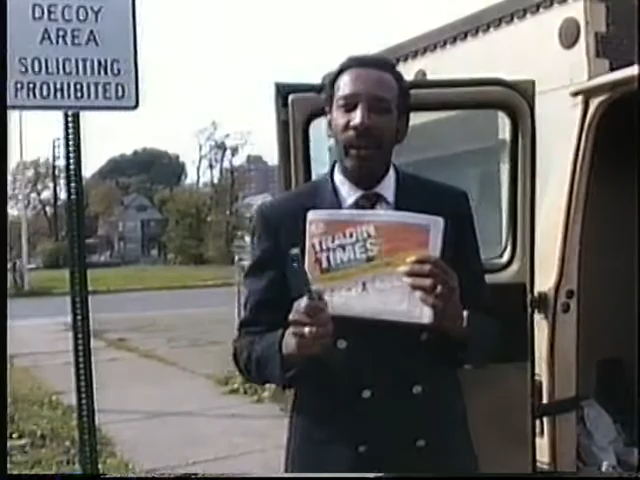 DECOY
AREA
SOLICITING
PROHIBITED
TRADIN
TIMES